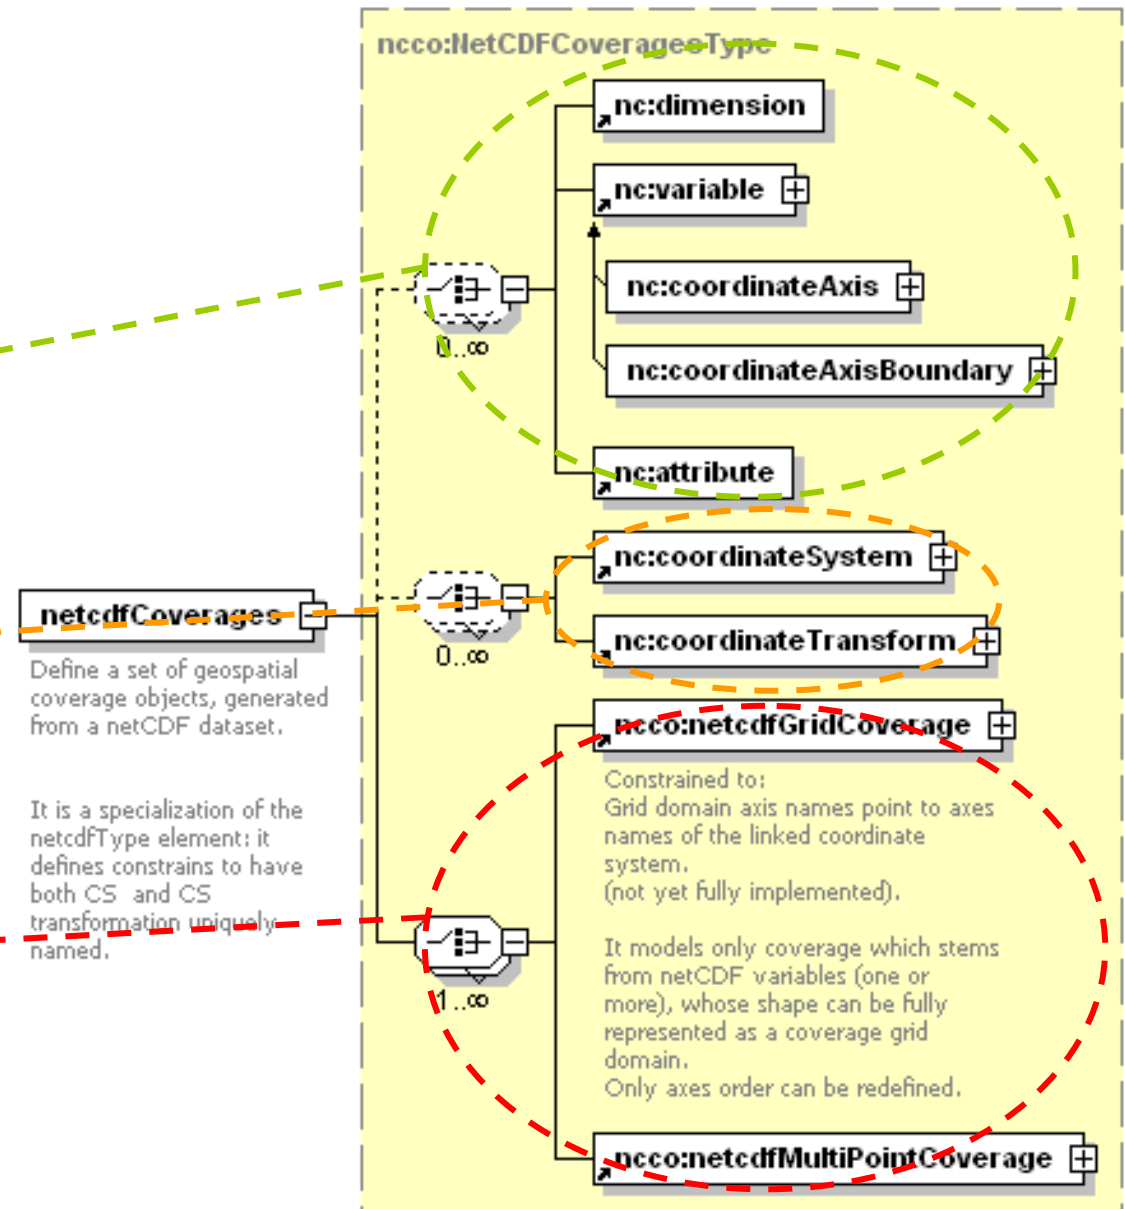 ncco:NetCDFCoveragesType
nc:dimension
nc:variable
nc:coordinateAxis
0..∞
nc:coordinateAxisBoundary
nc:attribute
nc:coordinateSystem
netcdfCoverages
nc:coordinateTransform
0..∞
Define a set of geospatial
coverage objects, generated
from a netCDF dataset.
It is a specialization of the
netcdfType element: it
defines constrains to have
both CS and CS
transformation uniquely
named.
ncco:netcdfGridCoverage
Constrained to:
Grid domain axis names point to axes
names of the linked coordinate
system.
(not yet fully implemented).
It models only coverage which stems
from netCDF variables (one or
more), whose shape can be fully
represented as a coverage grid
domain.
Only axes order can be redefined.
1..∞
ncco:netcdfMultiPointCoverage